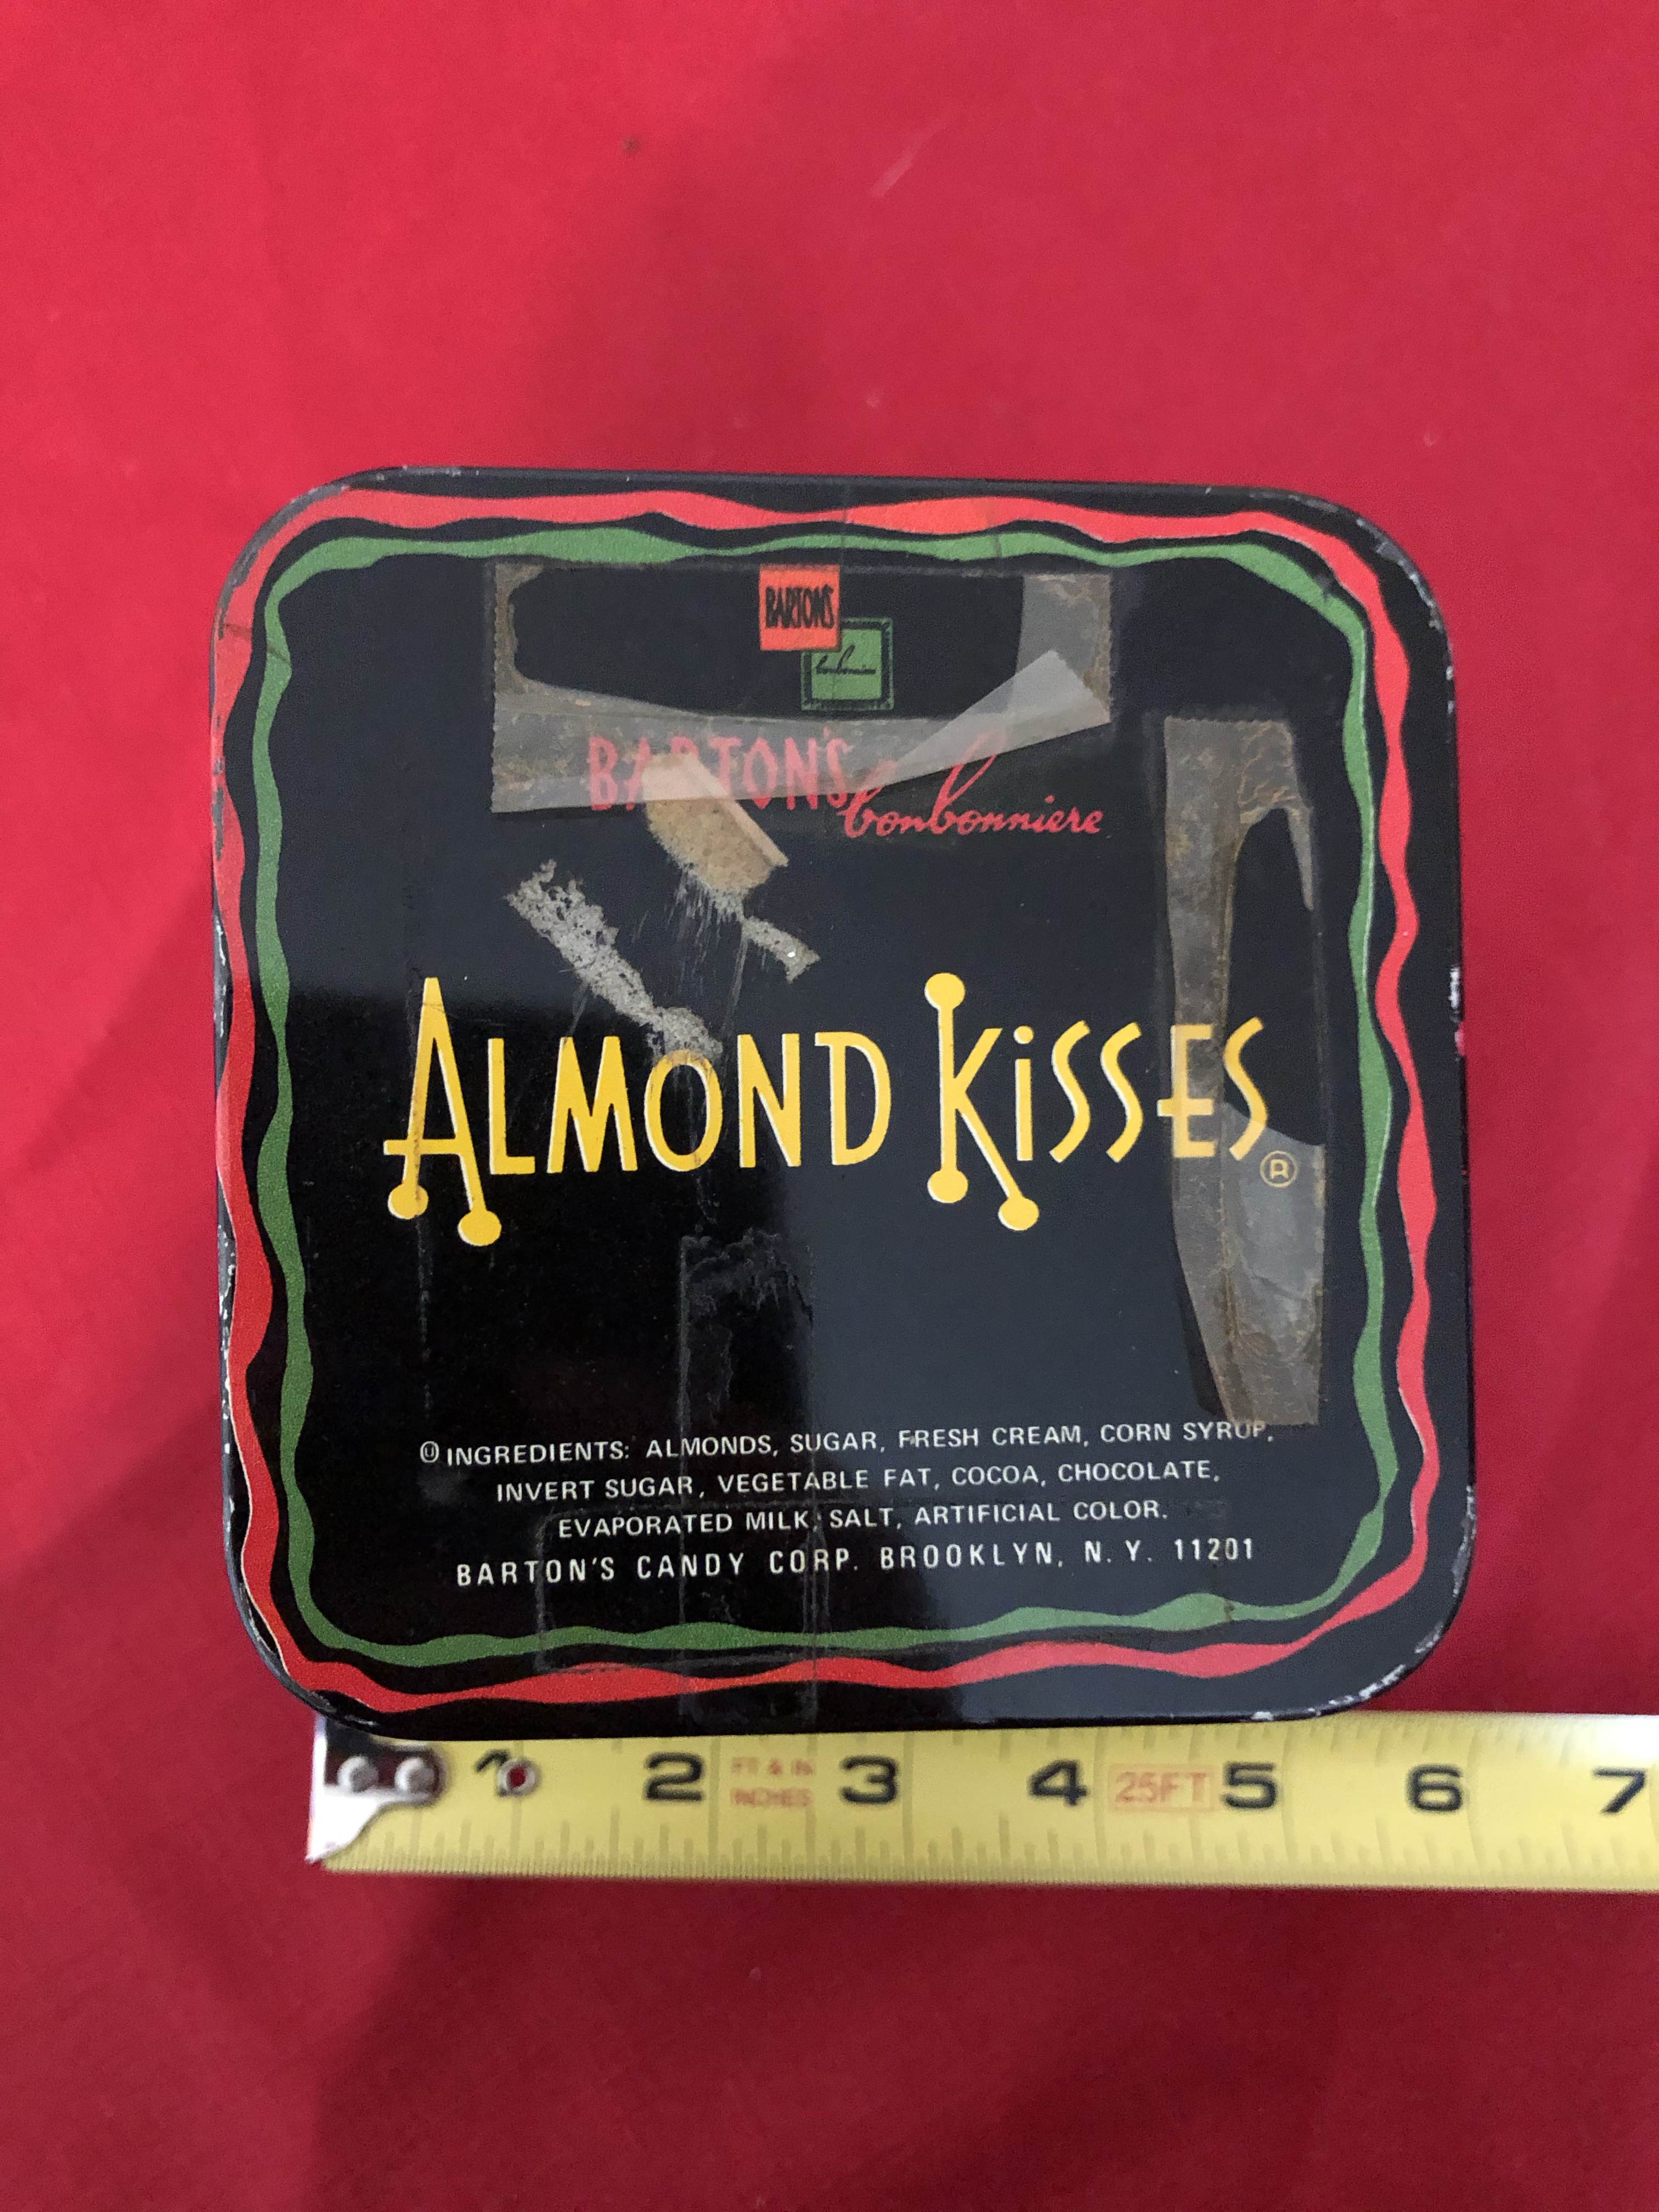 BARTON'S
bonbonniere
BARTON'S bonbonniere
ALMOND KiSSES ®
Ⓤ INGREDIENTS: ALMONDS, SUGAR, FRESH CREAM, CORN SYRUP,
INVERT SUGAR, VEGETABLE FAT, COCOA, CHOCOLATE,
EVAPORATED MILK, SALT, ARTIFICIAL COLOR.
BARTON'S CANDY CORP. BROOKLYN, N.Y. 11201
1 2 FT & IN 3 4 25FT 5 6 7
INCHES